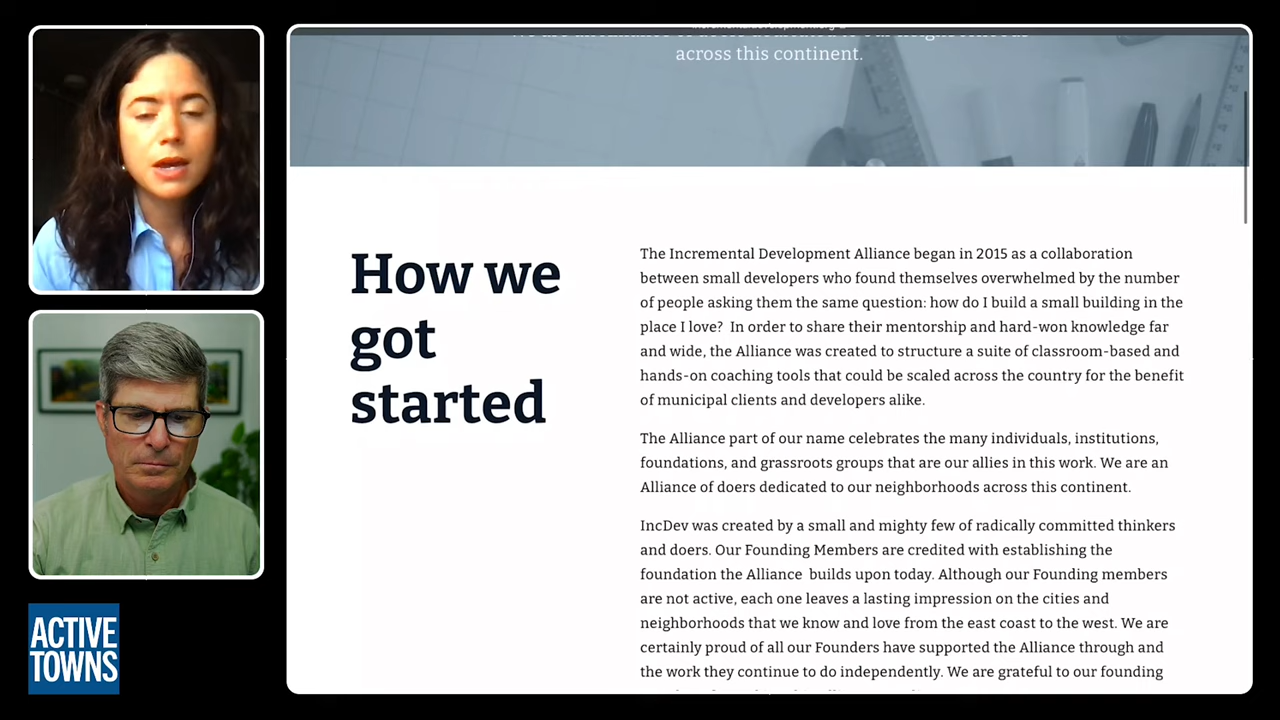 across this continent.
How we
got
started
The Incremental Development Alliance began in 2015 as a collaboration
between small developers who found themselves overwhelmed by the number
of people asking them the same question: how do I build a small building in the
place I love?  In order to share their mentorship and hard-won knowledge far
and wide, the Alliance was created to structure a suite of classroom-based and
hands-on coaching tools that could be scaled across the country for the benefit
of municipal clients and developers alike.
The Alliance part of our name celebrates the many individuals, institutions,
foundations, and grassroots groups that are our allies in this work. We are an
Alliance of doers dedicated to our neighborhoods across this continent.
IncDev was created by a small and mighty few of radically committed thinkers
and doers. Our Founding Members are credited with establishing the
foundation the Alliance  builds upon today. Although our Founding members
are not active, each one leaves a lasting impression on the cities and
neighborhoods that we know and love from the east coast to the west. We are
certainly proud of all our Founders have supported the Alliance through and
the work they continue to do independently. We are grateful to our founding
ACTIVE
TOWNS